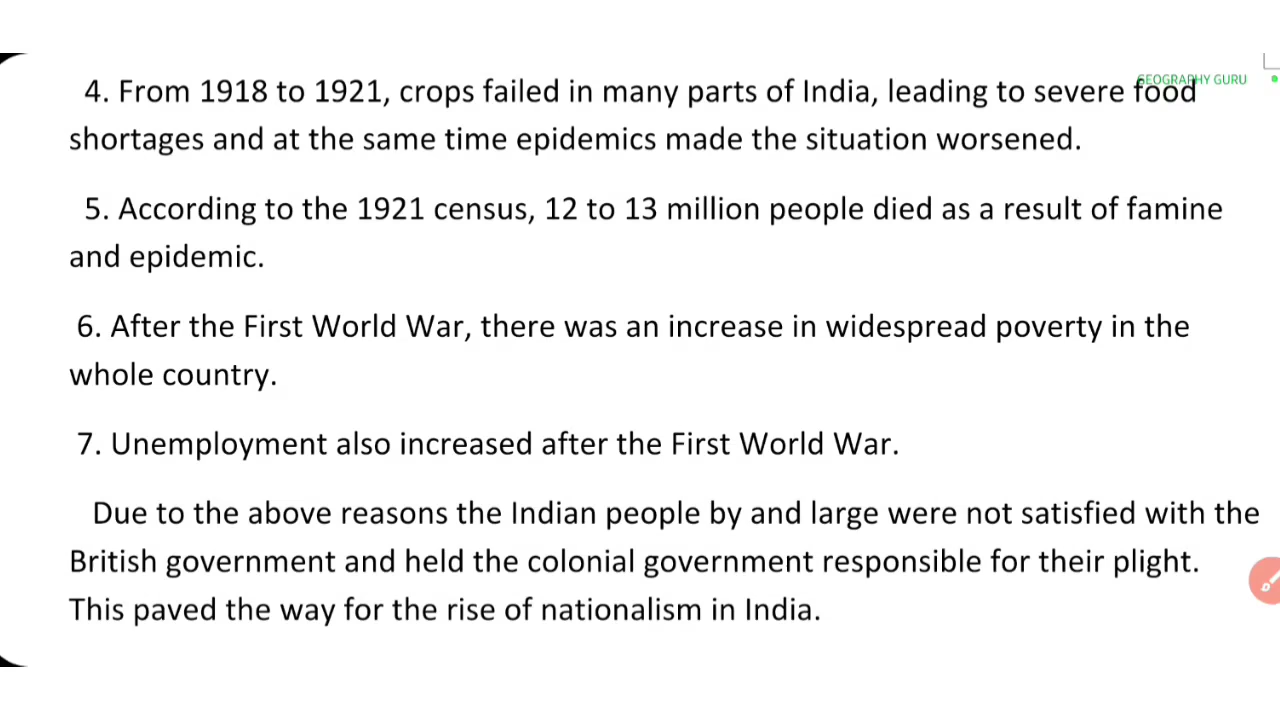 GEOGRAPHY GURU
4. From 1918 to 1921, crops failed in many parts of India, leading to severe food
shortages and at the same time epidemics made the situation worsened.
5. According to the 1921 census, 12 to 13 million people died as a result of famine
and epidemic.
6. After the First World War, there was an increase in widespread poverty in the
whole country.
7. Unemployment also increased after the First World War.
Due to the above reasons the Indian people by and large were not satisfied with the
British government and held the colonial government responsible for their plight.
This paved the way for the rise of nationalism in India.